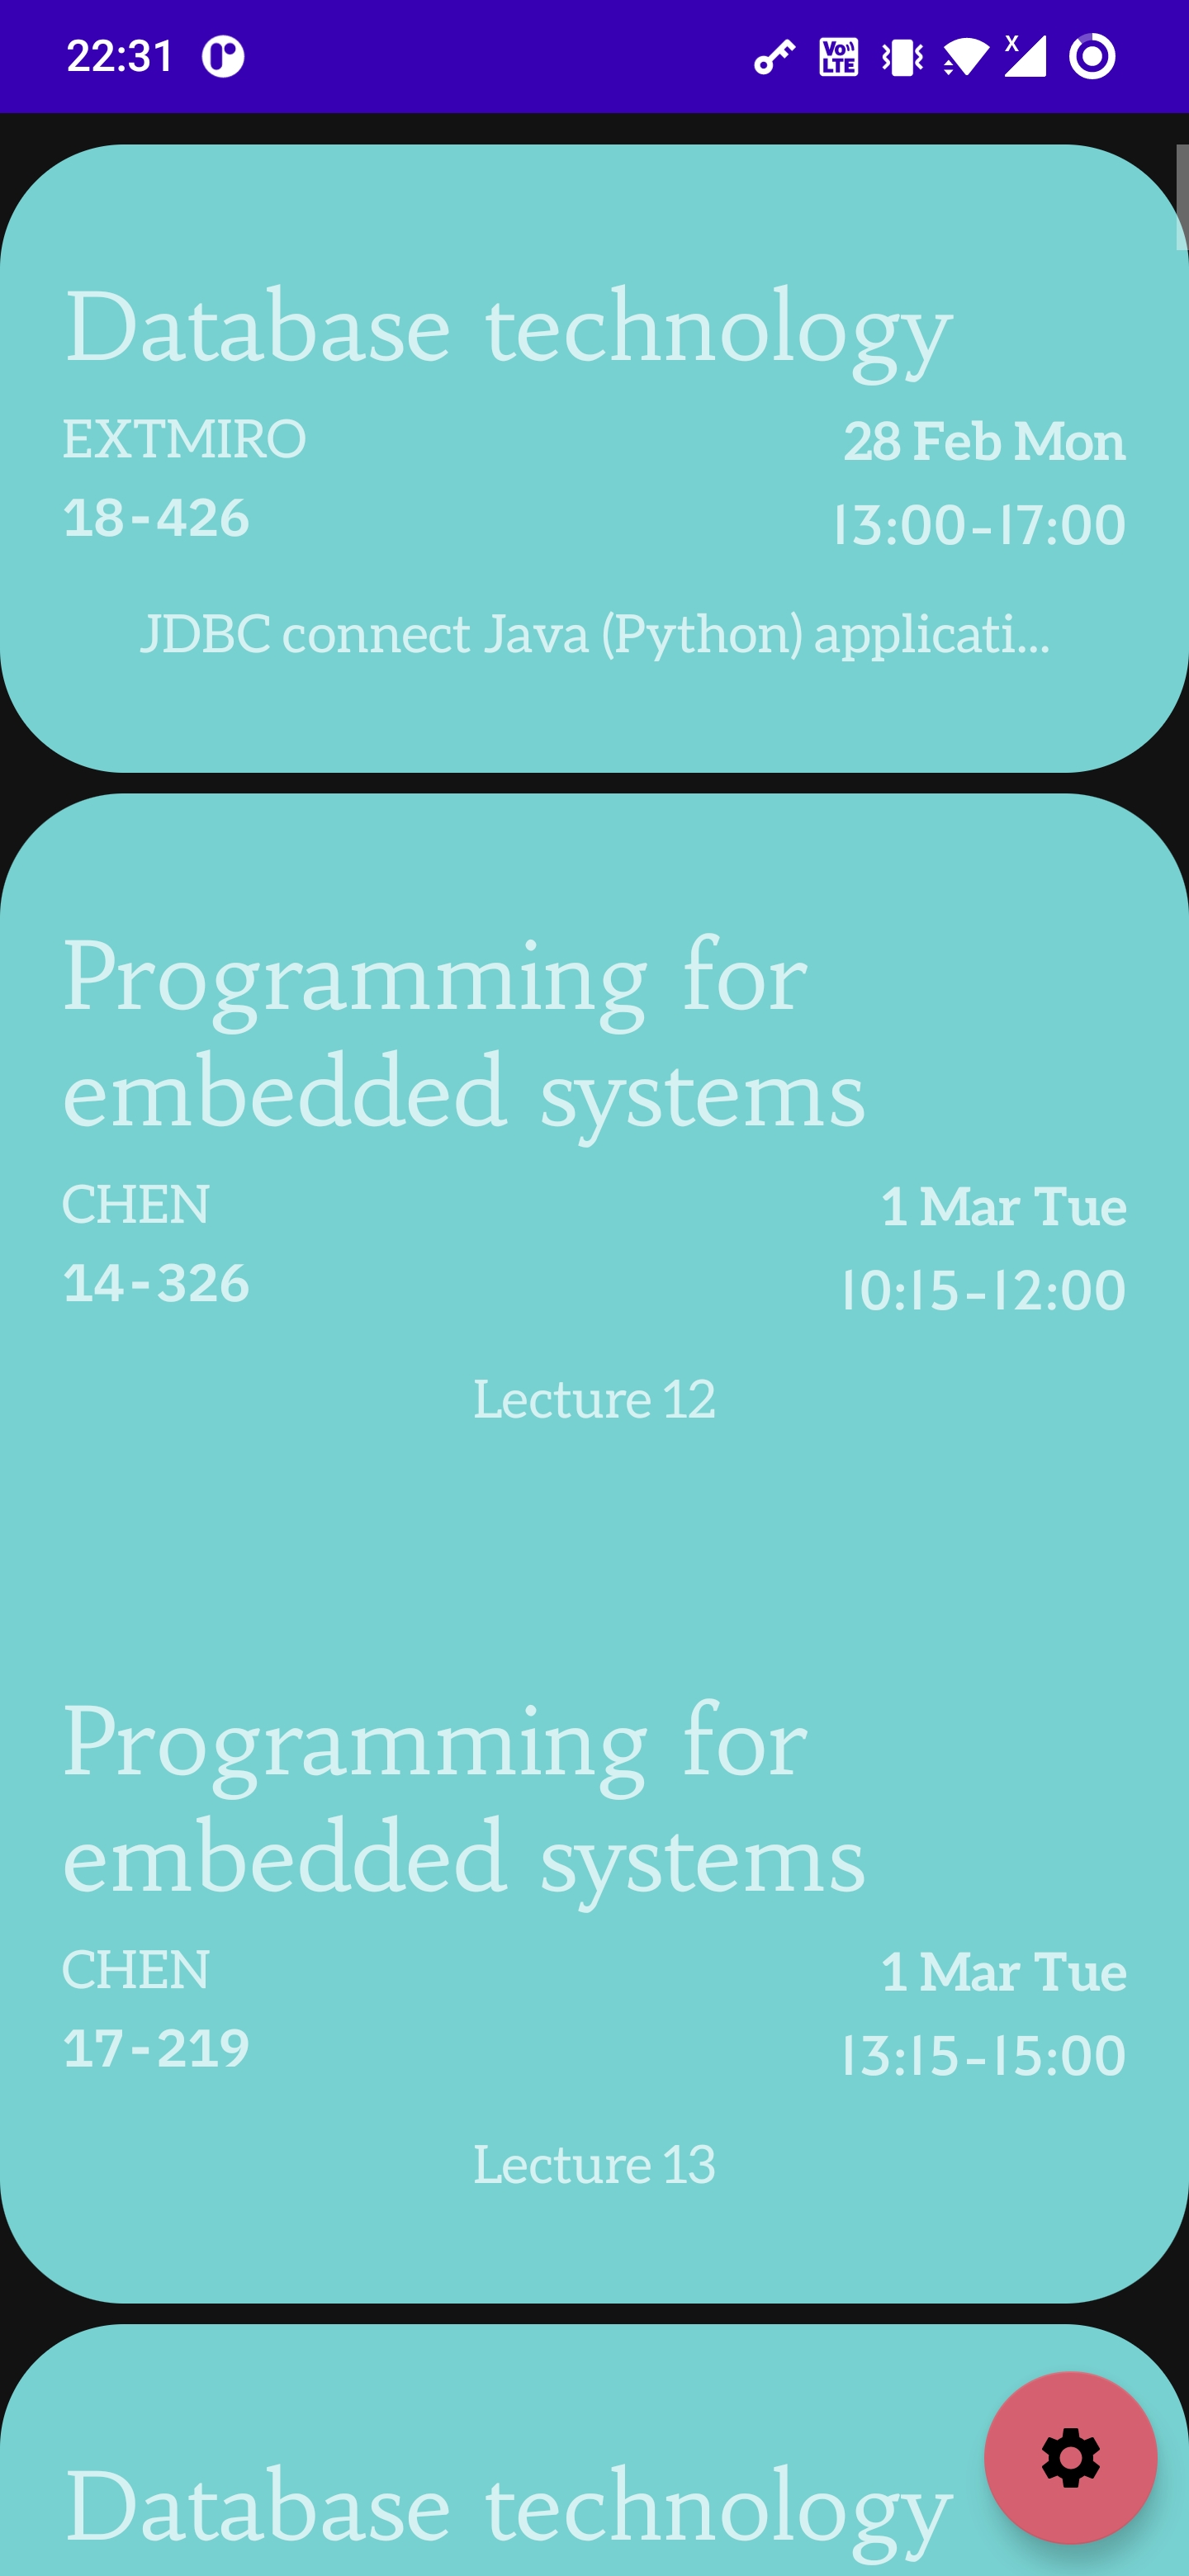 22:31
Vo LTE
X
Database technology
EXTMIRO
28 Feb Mon
18-426
13:00-17:00
JDBC connect Java (Python) applicati...
Programming for
embedded systems
CHEN
1 Mar Tue
14-326
10:15-12:00
Lecture 12
Programming for
embedded systems
CHEN
1 Mar Tue
17-219
13:15-15:00
Lecture 13
Database technology